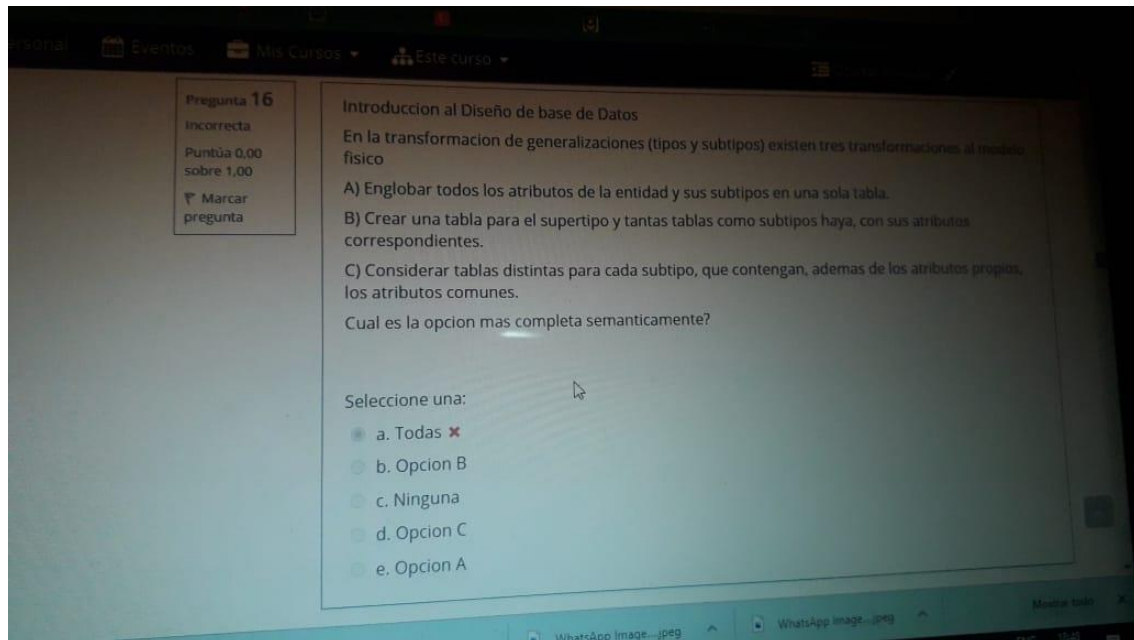 Eventos
Mis Cursos
Este curso
Pregunta 16
Incorrecta
Puntúa 0,00
sobre 1,00
Marcar
pregunta
Introduccion al Diseño de base de Datos
En la transformacion de generalizaciones (tipos y subtipos) existen tres transformaciones al modelo
fisico
A) Englobar todos los atributos de la entidad y sus subtipos en una sola tabla.
B) Crear una tabla para el supertipo y tantas tablas como subtipos haya, con sus atributos
correspondientes.
C) Considerar tablas distintas para cada subtipo, que contengan, ademas de los atributos propios,
los atributos comunes.
Cual es la opcion mas completa semanticamente?
Seleccione una:
a. Todas
b. Opcion B
c. Ninguna
d. Opcion C
e. Opcion A
WhatsApp Image...jpeg
WhatsApp Image...jpeg
Mostrar todo